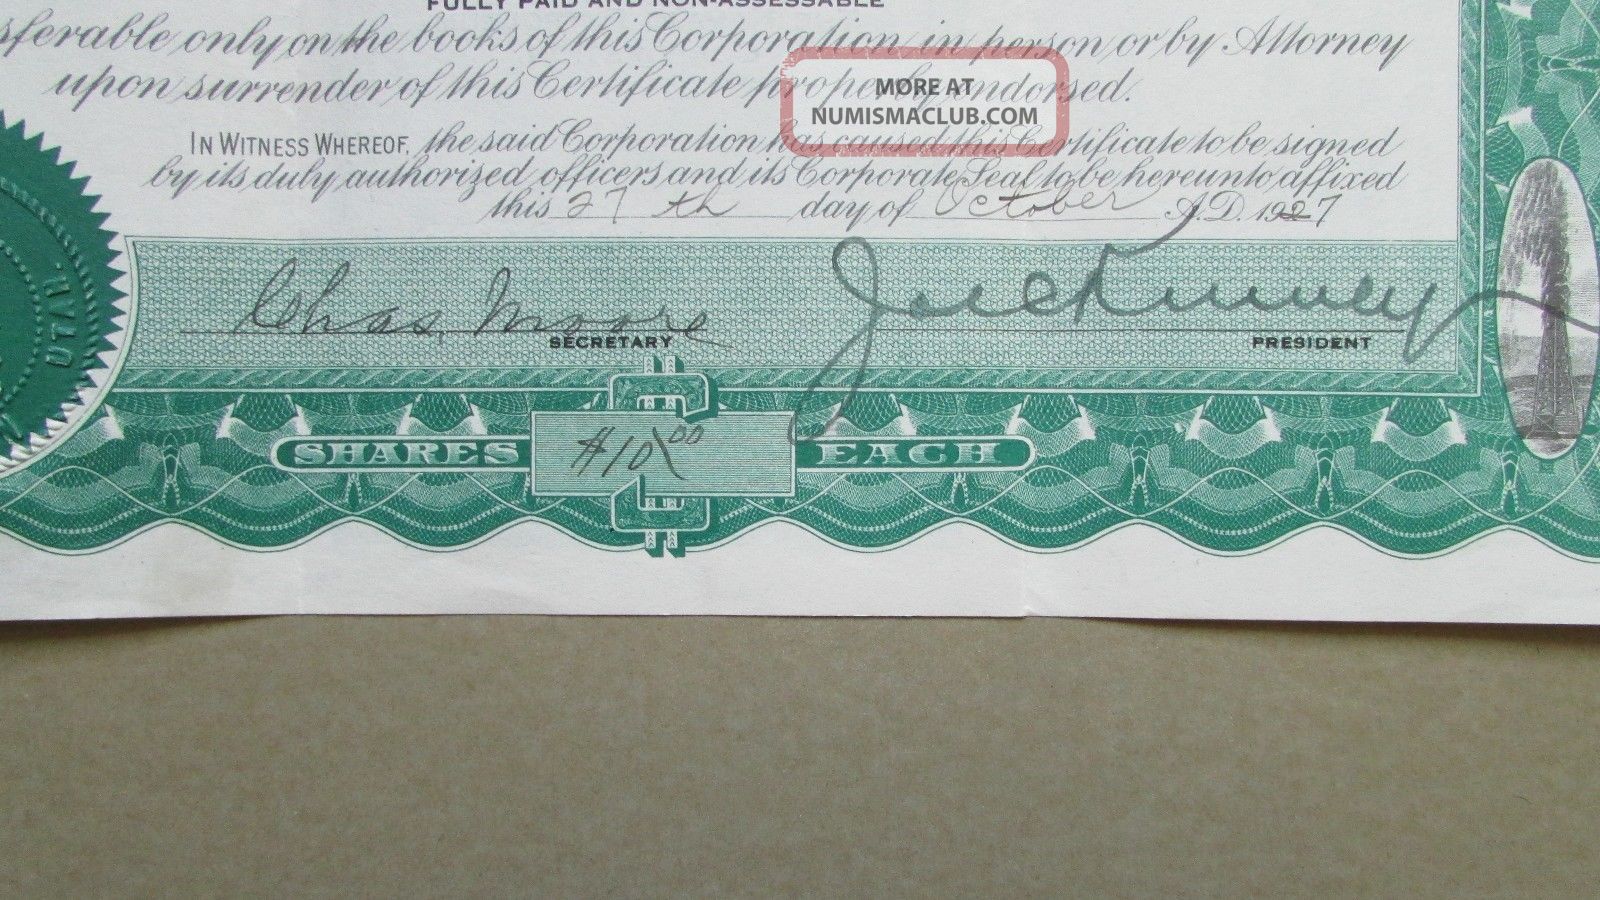 FULLY PAID AND NON-ASSESSABLE
sferable only on the books of this Corporation in person or by Attorney
upon surrender of this Certificate properly endorsed.
MORE AT
NUMISMACLUB.COM
IN WITNESS WHEREOF, the said Corporation has caused this Certificate to be signed
by its duly authorized officers and its Corporate Seal to be hereunto affixed
this 27 th day of October A.D. 1927
UTAH.
Chas. Moore
SECRETARY
PRESIDENT
SHARES $10.00 EACH